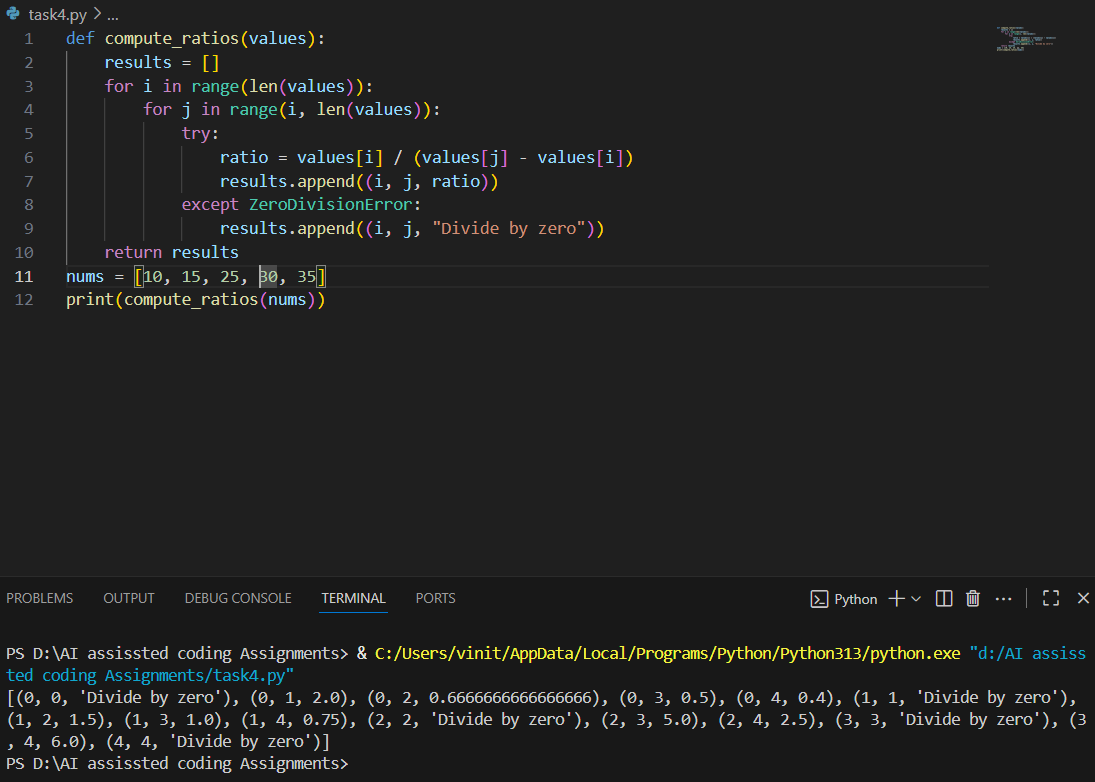 task4.py > ...
1 def compute_ratios(values):
2     results = []
3     for i in range(len(values)):
4         for j in range(i, len(values)):
5             try:
6                 ratio = values[i] / (values[j] - values[i])
7                 results.append((i, j, ratio))
8             except ZeroDivisionError:
9                 results.append((i, j, "Divide by zero"))
10     return results
11 nums = [10, 15, 25, 30, 35]
12 print(compute_ratios(nums))
PROBLEMS OUTPUT DEBUG CONSOLE TERMINAL PORTS Python
PS D:\AI assissted coding Assignments> & C:/Users/vinit/AppData/Local/Programs/Python/Python313/python.exe "d:/AI assiss
ted coding Assignments/task4.py"
[(0, 0, 'Divide by zero'), (0, 1, 2.0), (0, 2, 0.6666666666666666), (0, 3, 0.5), (0, 4, 0.4), (1, 1, 'Divide by zero'),
(1, 2, 1.5), (1, 3, 1.0), (1, 4, 0.75), (2, 2, 'Divide by zero'), (2, 3, 5.0), (2, 4, 2.5), (3, 3, 'Divide by zero'), (3
, 4, 6.0), (4, 4, 'Divide by zero')]
PS D:\AI assissted coding Assignments>